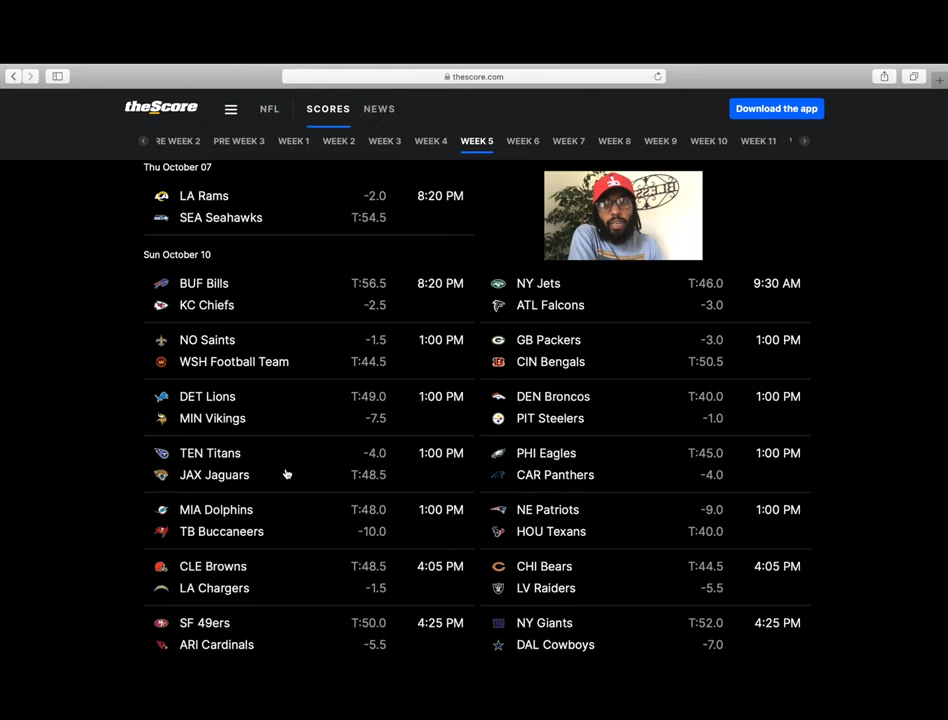 thescore.com
theScore NFL SCORES NEWS Download the app
RE WEEK 2 PRE WEEK 3 WEEK 1 WEEK 2 WEEK 3 WEEK 4 WEEK 5 WEEK 6 WEEK 7 WEEK 8 WEEK 9 WEEK 10 WEEK 11
Thu October 07
LA Rams -2.0 8:20 PM
SEA Seahawks T:54.5
Sun October 10
BUF Bills T:56.5 8:20 PM
KC Chiefs -2.5
NY Jets T:46.0 9:30 AM
ATL Falcons -3.0
NO Saints -1.5 1:00 PM
WSH Football Team T:44.5
GB Packers -3.0 1:00 PM
CIN Bengals T:50.5
DET Lions T:49.0 1:00 PM
MIN Vikings -7.5
DEN Broncos T:40.0 1:00 PM
PIT Steelers -1.0
TEN Titans -4.0 1:00 PM
JAX Jaguars T:48.5
PHI Eagles T:45.0 1:00 PM
CAR Panthers -4.0
MIA Dolphins T:48.0 1:00 PM
TB Buccaneers -10.0
NE Patriots -9.0 1:00 PM
HOU Texans T:40.0
CLE Browns T:48.5 4:05 PM
LA Chargers -1.5
CHI Bears T:44.5 4:05 PM
LV Raiders -5.5
SF 49ers T:50.0 4:25 PM
ARI Cardinals -5.5
NY Giants T:52.0 4:25 PM
DAL Cowboys -7.0